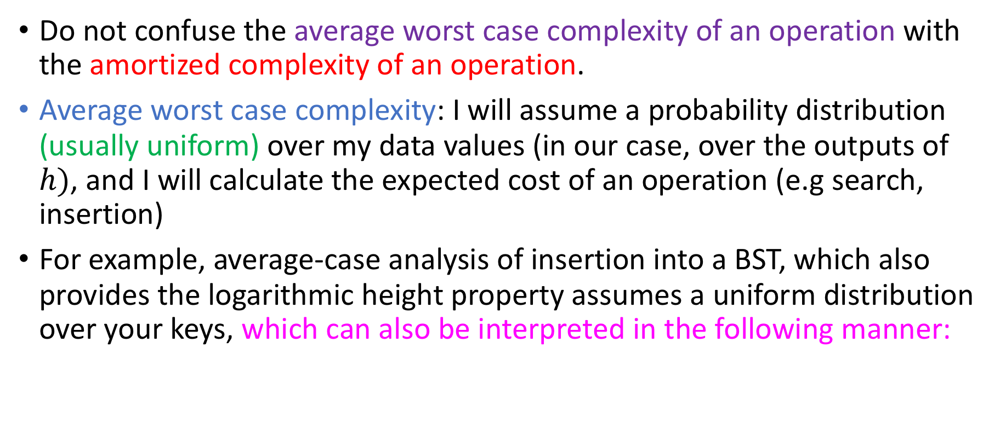 • Do not confuse the average worst case complexity of an operation with
the amortized complexity of an operation.
• Average worst case complexity: I will assume a probability distribution
(usually uniform) over my data values (in our case, over the outputs of
ℎ), and I will calculate the expected cost of an operation (e.g search,
insertion)
• For example, average-case analysis of insertion into a BST, which also
provides the logarithmic height property assumes a uniform distribution
over your keys, which can also be interpreted in the following manner: